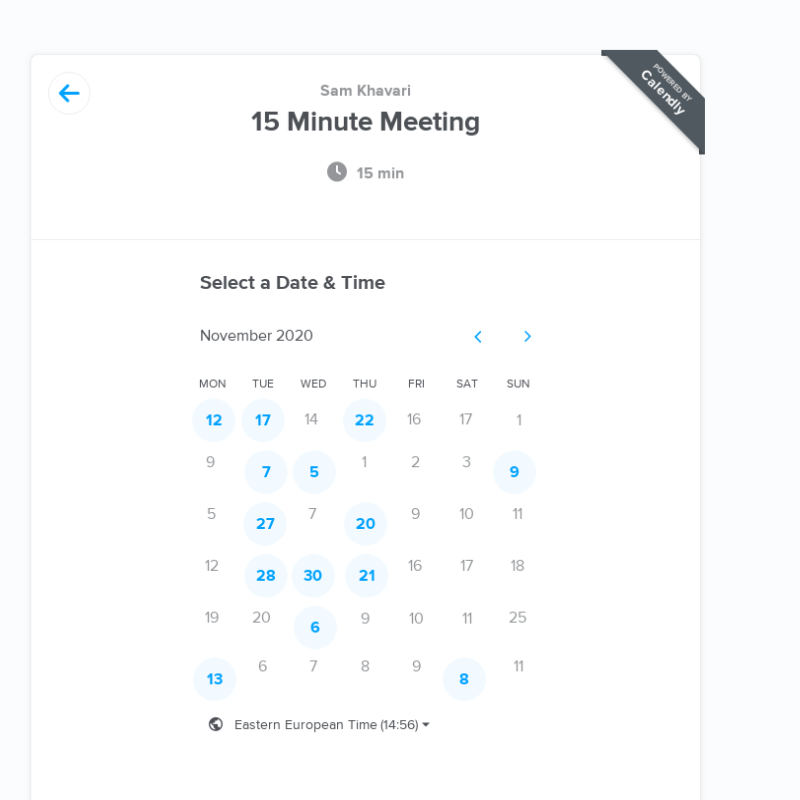 POWERED BY
Calendly
Sam Khavari
15 Minute Meeting
15 min
Select a Date & Time
November 2020
MON TUE WED THU FRI SAT SUN
12 17 14 22 16 17 1
9 7 5 1 2 3 9
5 27 7 20 9 10 11
12 28 30 21 16 17 18
19 20 6 9 10 11 25
13 6 7 8 9 8 11
Eastern European Time (14:56)